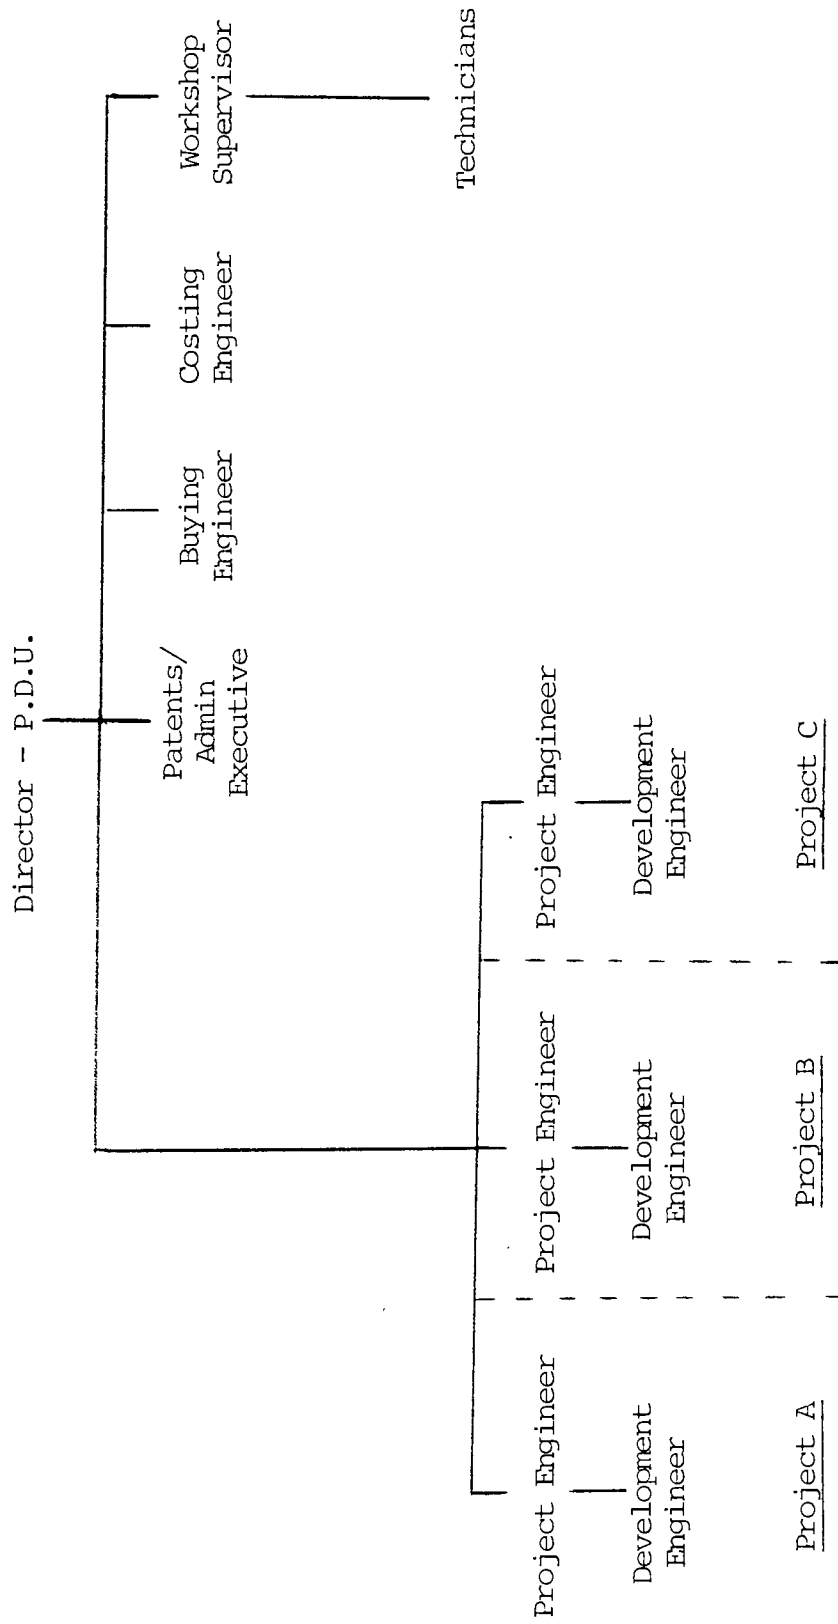 Director - P.D.U.
Patents/
Admin
Executive
Buying
Engineer
Costing
Engineer
Workshop
Supervisor
Technicians
Project Engineer
Development
Engineer
Project A
Project Engineer
Development
Engineer
Project B
Project Engineer
Development
Engineer
Project C